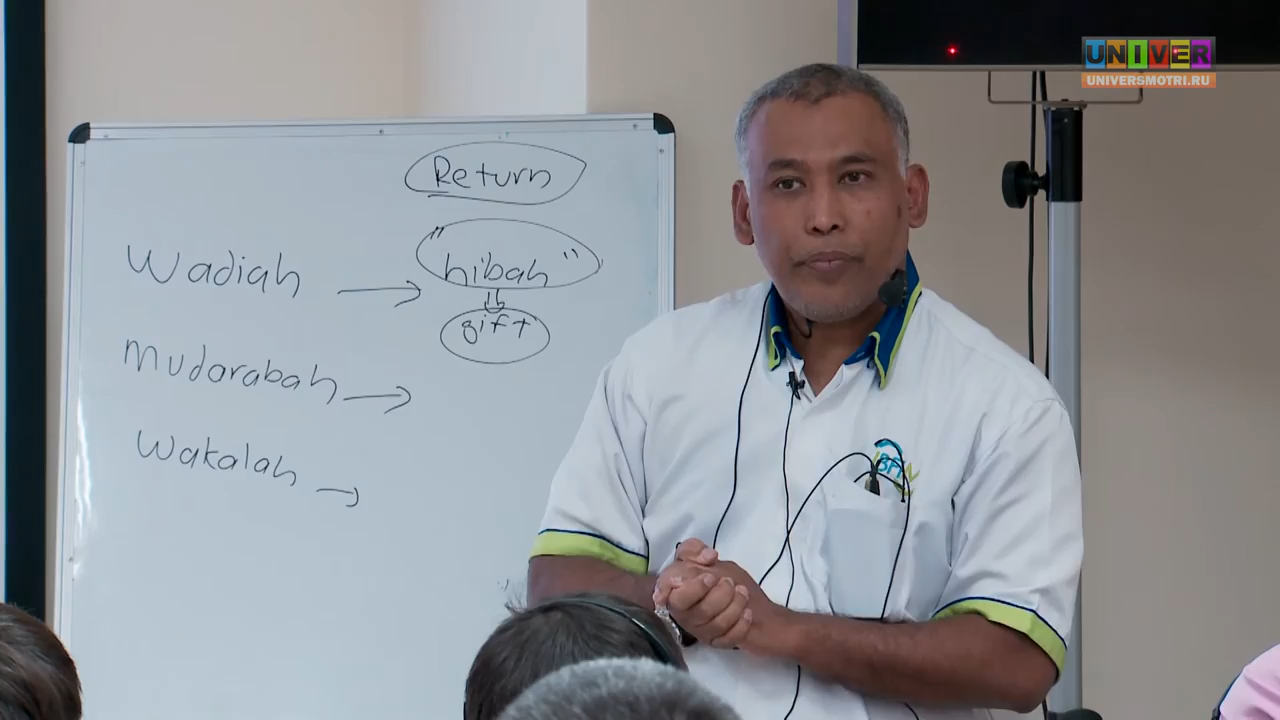 UNIVER
UNIVERSMOTRI.RU
Return
Wadiah → "hibah"
gift
Mudarabah →
Wakalah →